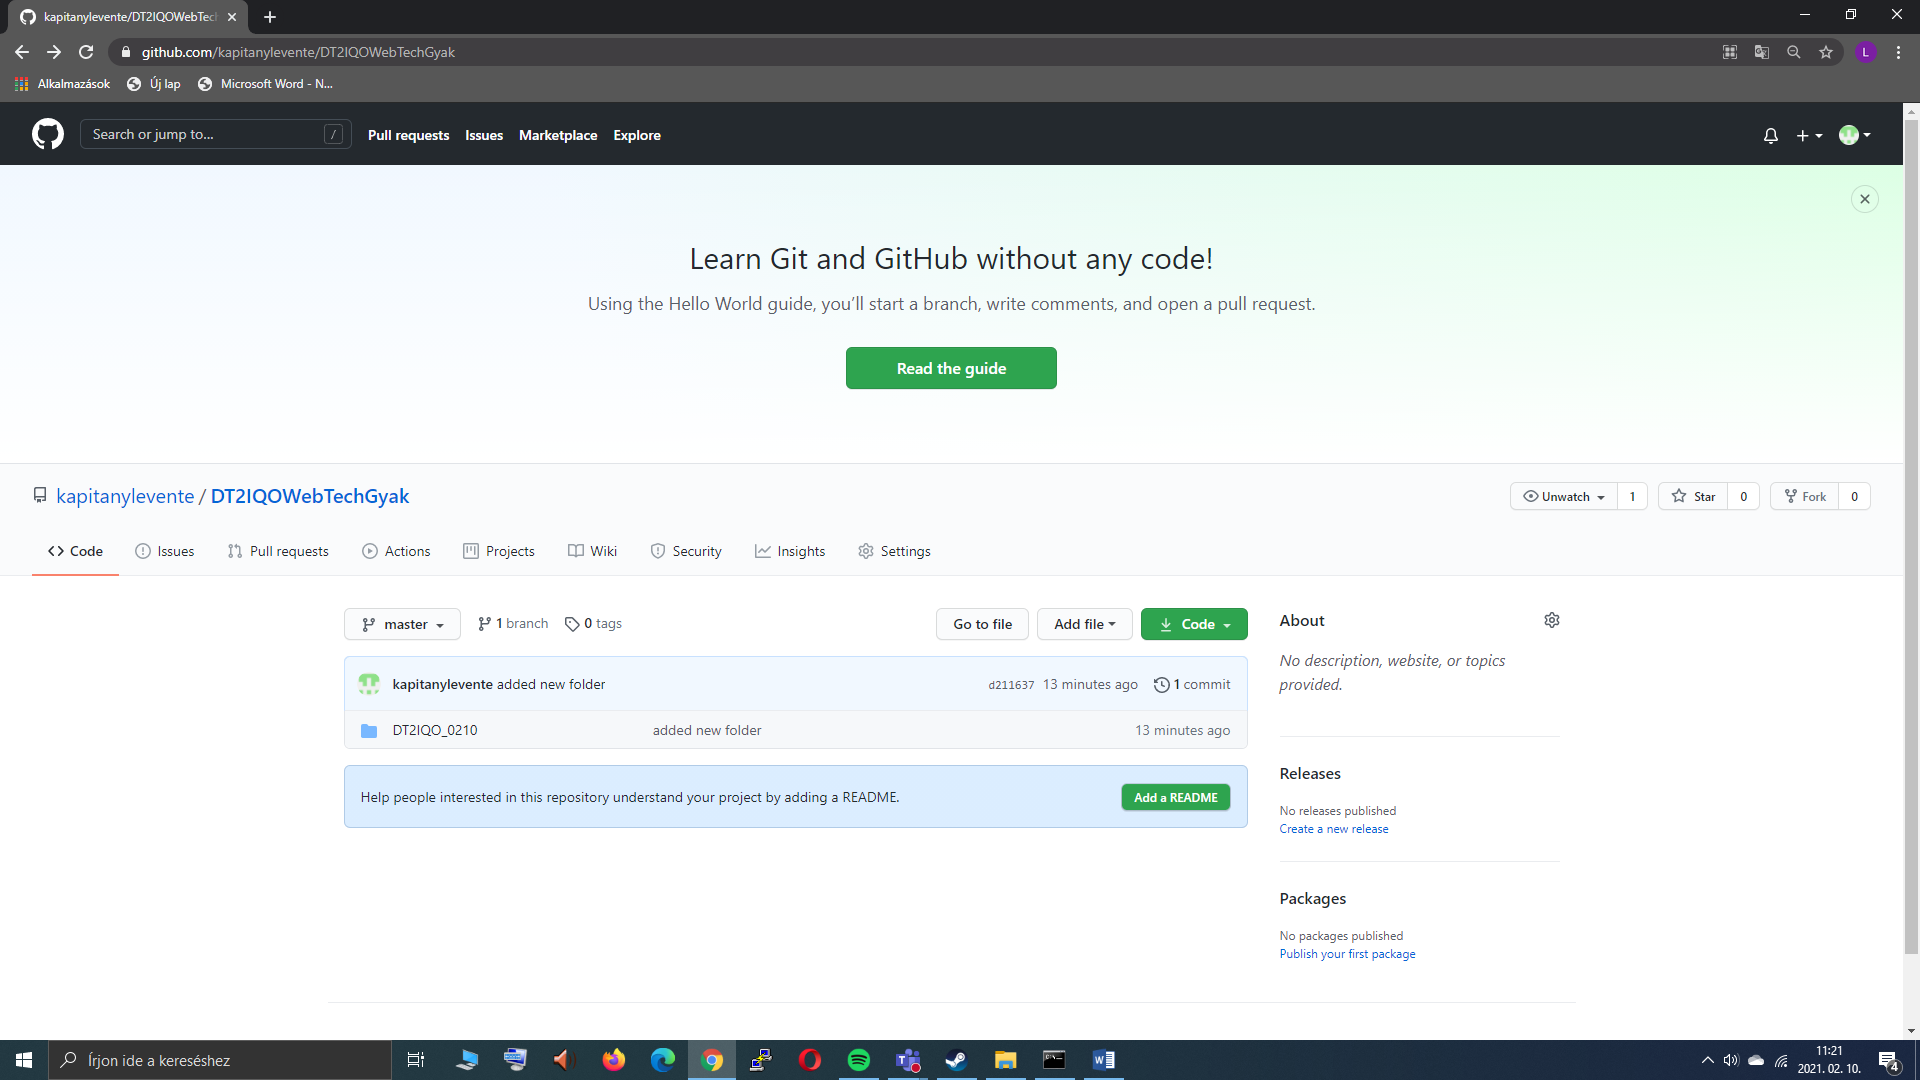 kapitanylevente/DT2IQOWebTech
github.com/kapitanylevente/DT2IQOWebTechGyak
L
Alkalmazások
Új lap
Microsoft Word - N...
Search or jump to...
/
Pull requests
Issues
Marketplace
Explore
Learn Git and GitHub without any code!
Using the Hello World guide, you’ll start a branch, write comments, and open a pull request.
Read the guide
kapitanylevente / DT2IQOWebTechGyak
Unwatch 1
Star 0
Fork 0
Code
Issues
Pull requests
Actions
Projects
Wiki
Security
Insights
Settings
master
1 branch
0 tags
Go to file
Add file
Code
kapitanylevente added new folder
d211637 13 minutes ago
1 commit
DT2IQO_0210
added new folder
13 minutes ago
Help people interested in this repository understand your project by adding a README.
Add a README
About
No description, website, or topics
provided.
Releases
No releases published
Create a new release
Packages
No packages published
Publish your first package
Írjon ide a kereséshez
11:21
2021. 02. 10.
4